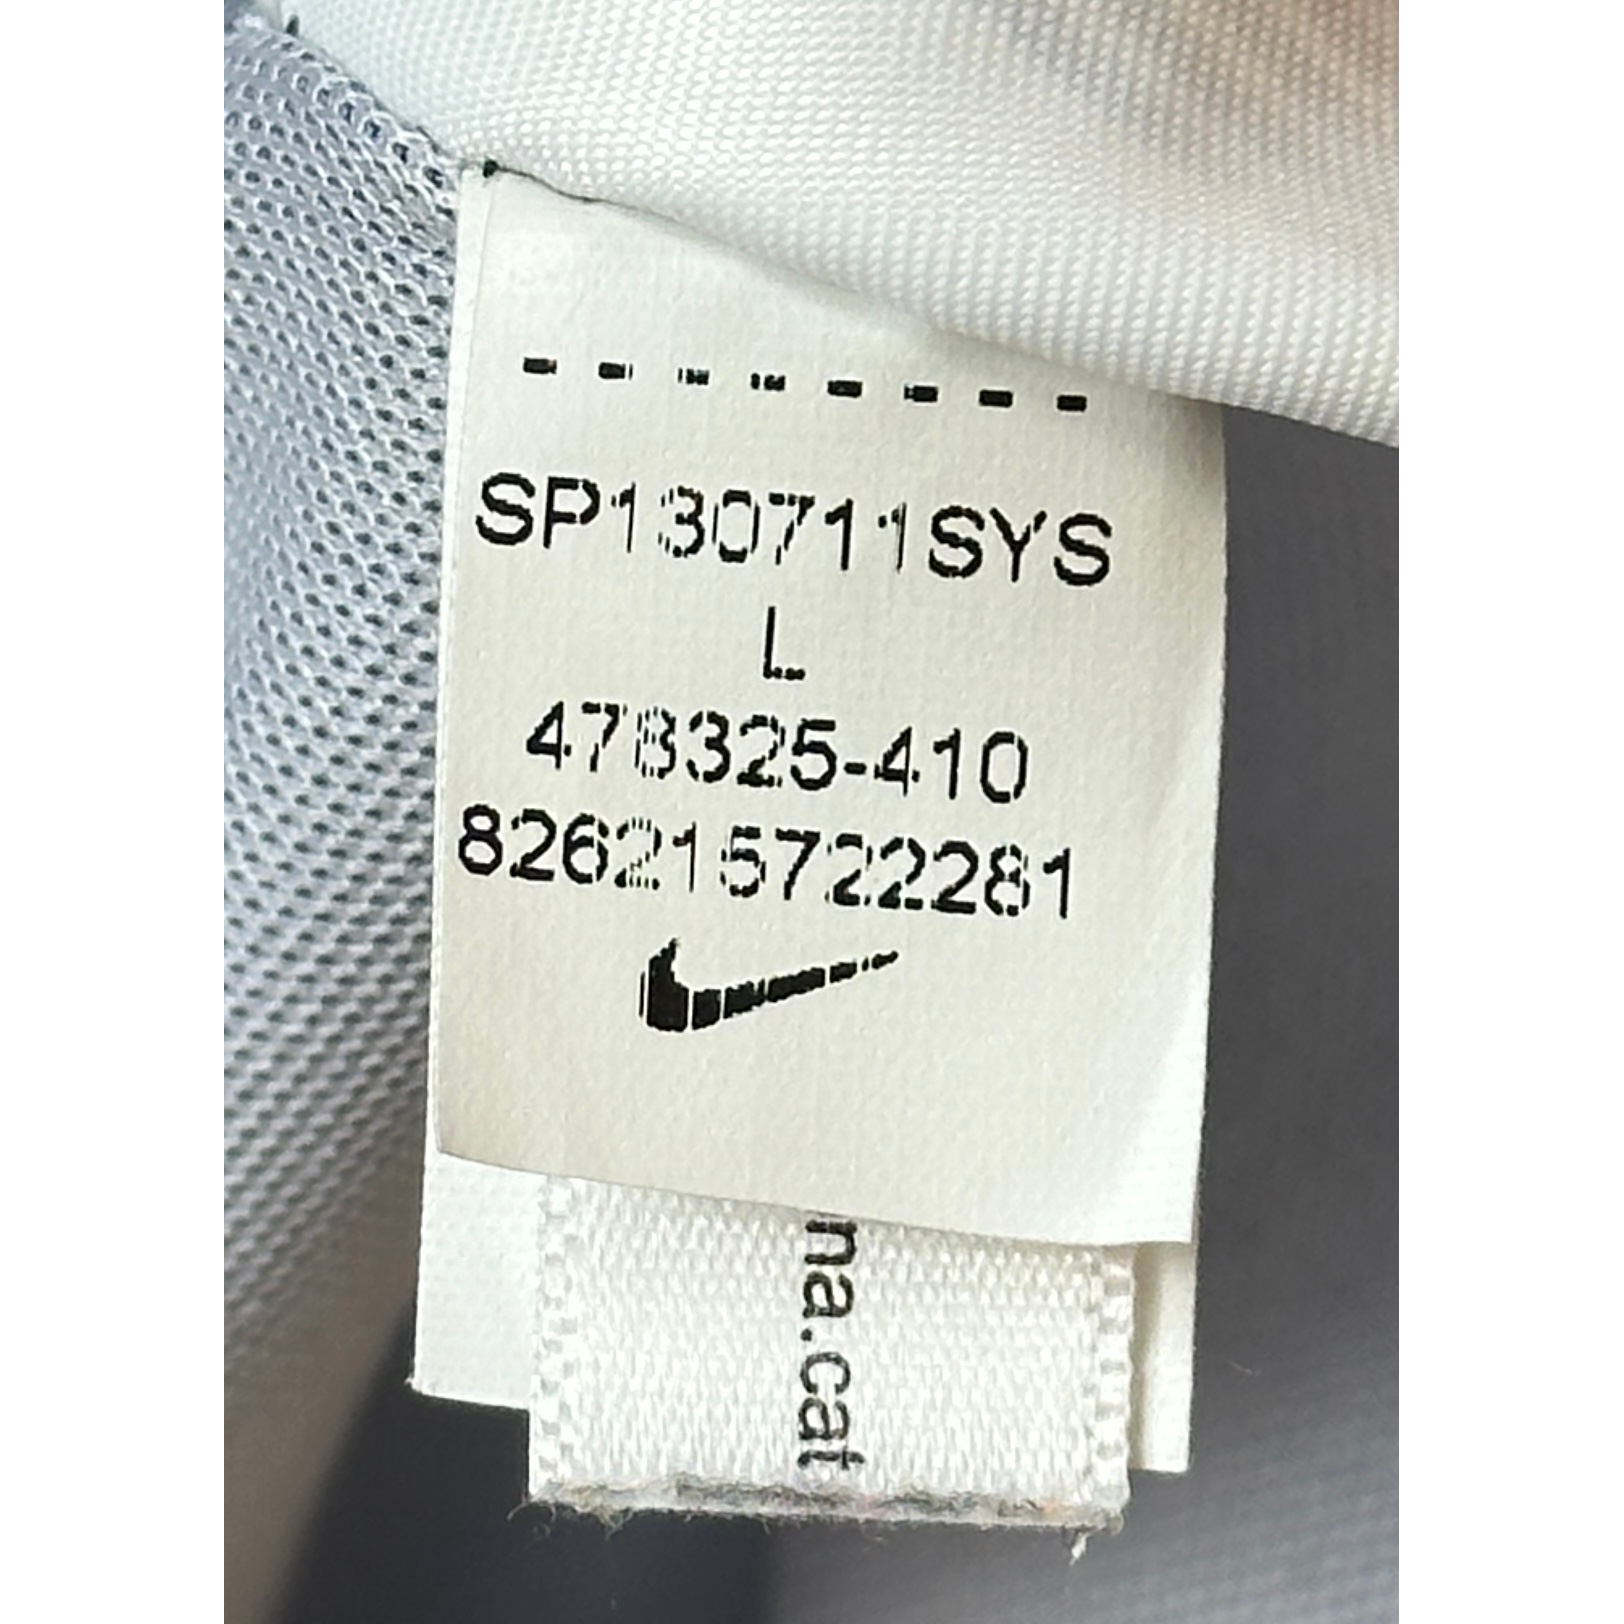 - - - - - - - -
SP130711SYS
L
478325-410
826215722281
na.cat